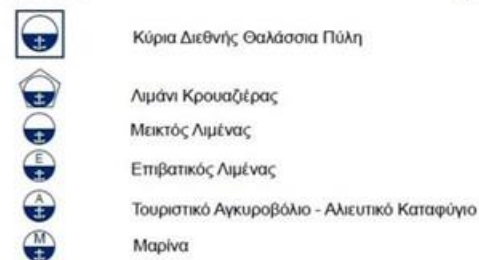 Κύρια Διεθνής Θαλάσσια Πύλη
Λιμάνι Κρουαζιέρας
Μεικτός Λιμένας
E Επιβατικός Λιμένας
A Τουριστικό Αγκυροβόλιο - Αλιευτικό Καταφύγιο
M Μαρίνα